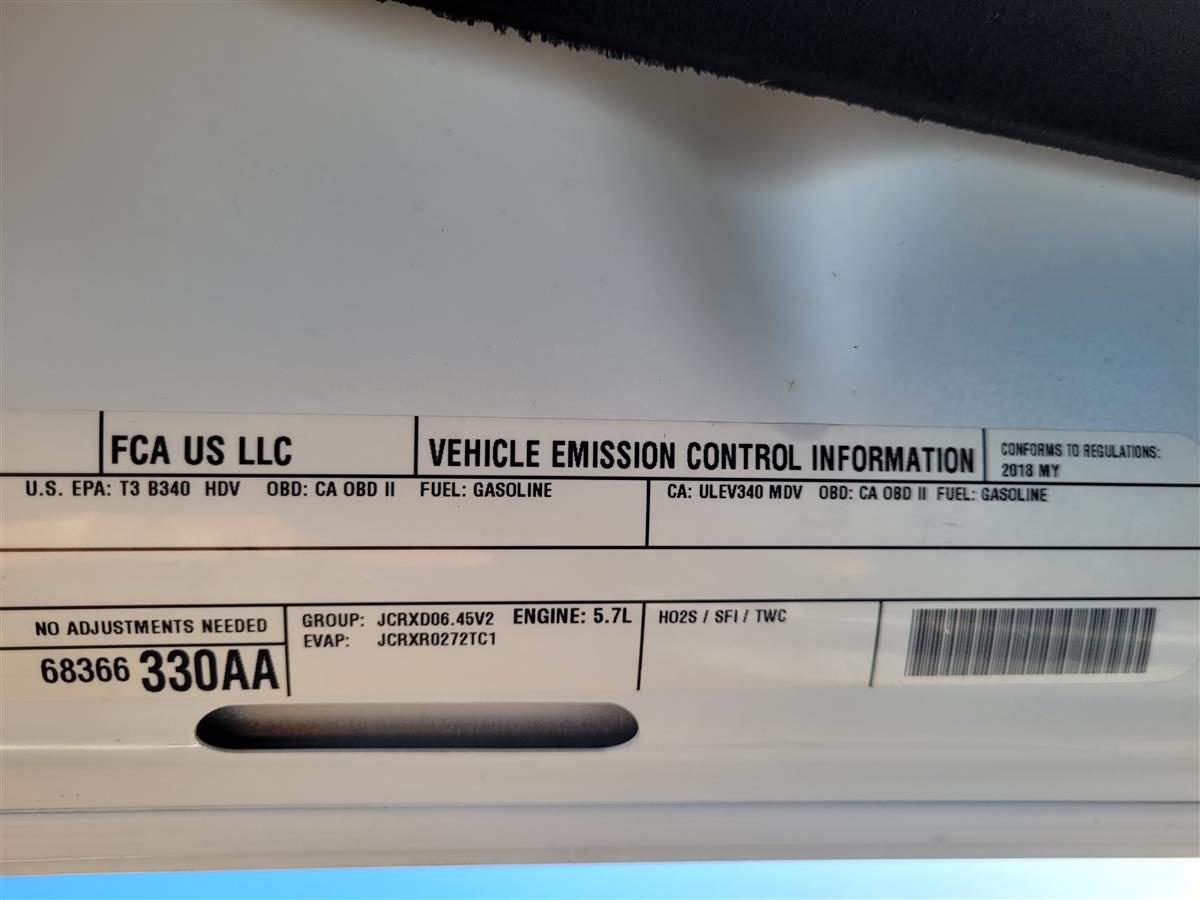 FCA US LLC
VEHICLE EMISSION CONTROL INFORMATION
CONFORMS TO REGULATIONS:
2018 MY
U.S. EPA: T3 B340 HDV OBD: CA OBD II FUEL: GASOLINE
CA: ULEV340 MDV OBD: CA OBD II FUEL: GASOLINE
NO ADJUSTMENTS NEEDED
68366 330AA
GROUP: JCRXD06.45V2 ENGINE: 5.7L
EVAP: JCRXR0272TC1
HO2S / SFI / TWC